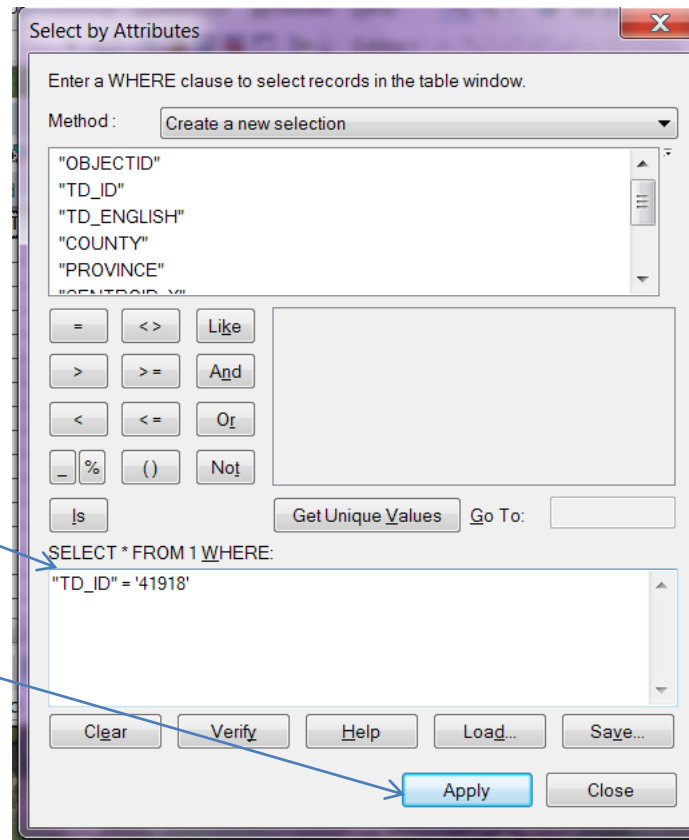 Select by Attributes
X
Enter a WHERE clause to select records in the table window.
Method :
Create a new selection
"OBJECTID"
"TD_ID"
"TD_ENGLISH"
"COUNTY"
"PROVINCE"
"CENTROID_X"
= <> Like
> >= And
< <= Or
_ % () Not
Is
Get Unique Values
Go To:
SELECT * FROM 1 WHERE:
"TD_ID" = '41918'
Clear Verify Help Load... Save...
Apply Close